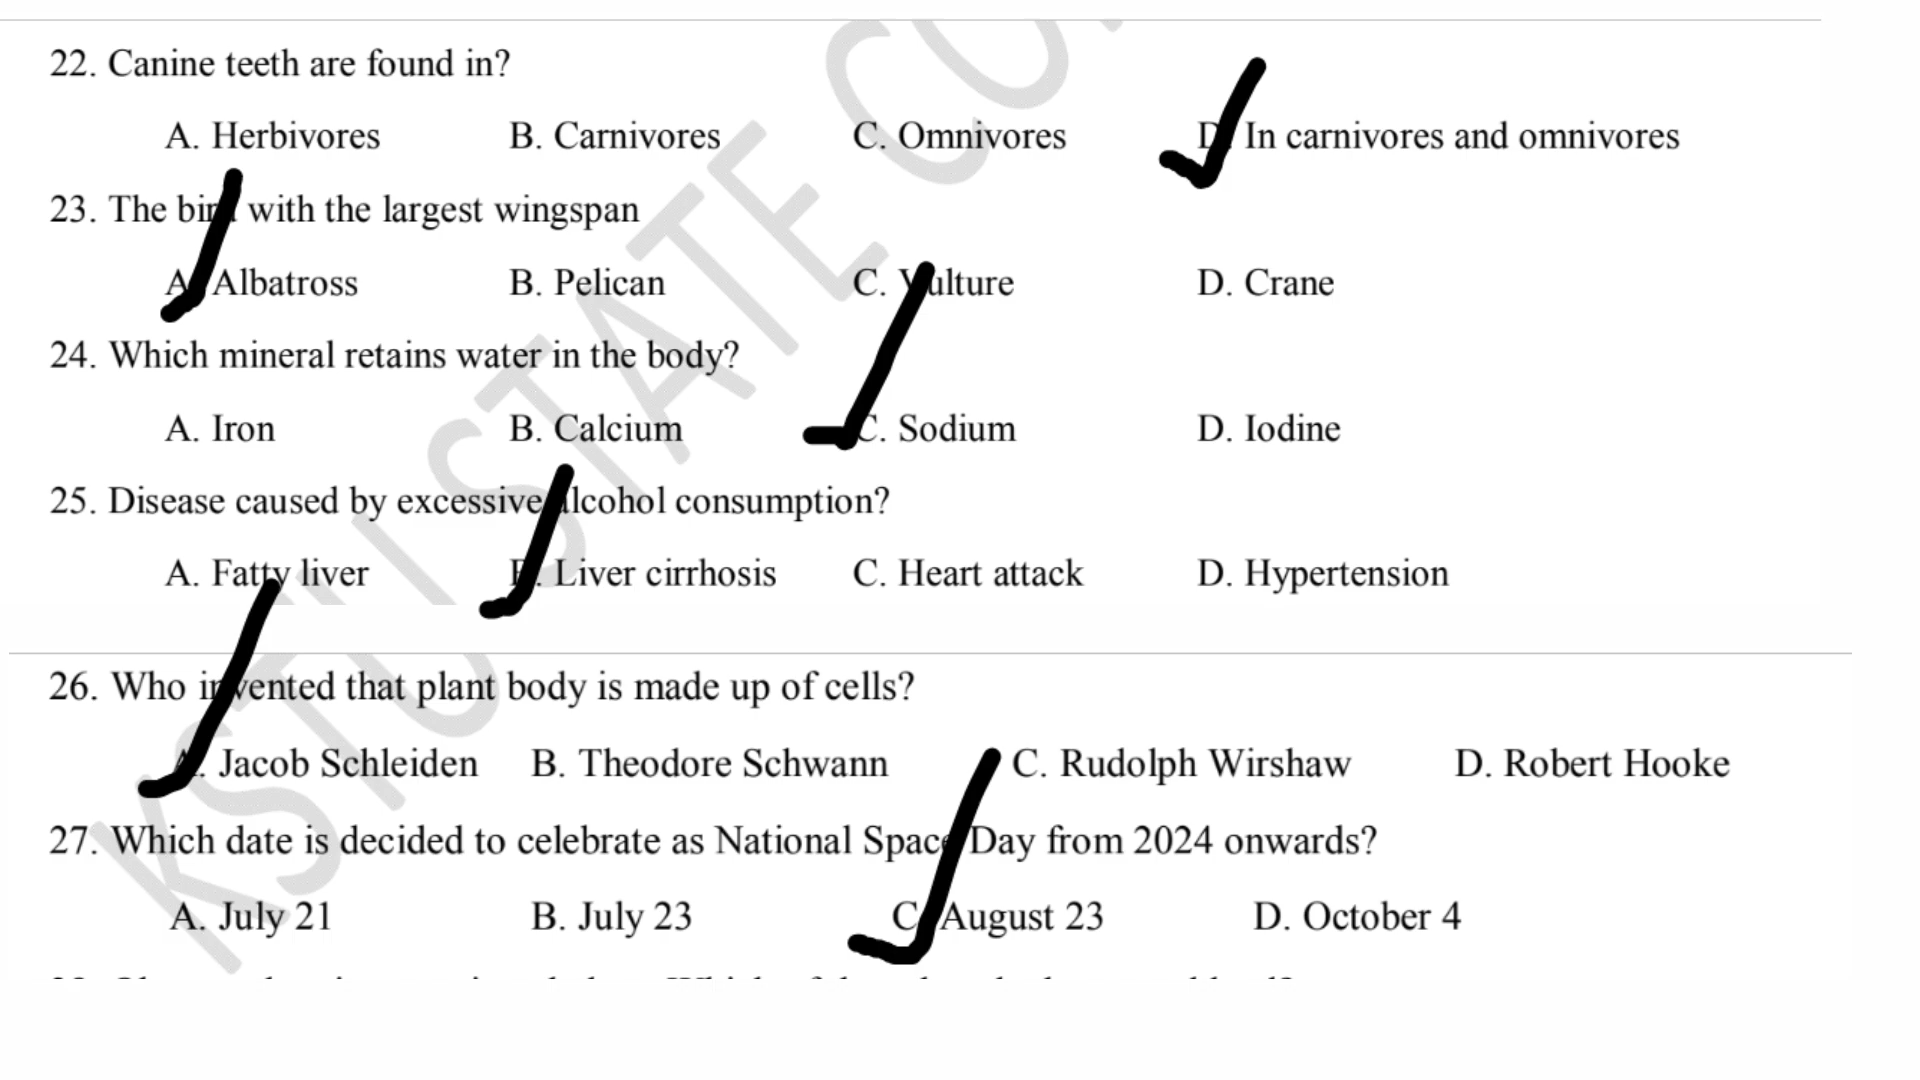 22. Canine teeth are found in?
A. Herbivores B. Carnivores C. Omnivores D. In carnivores and omnivores
23. The bird with the largest wingspan
A. Albatross B. Pelican C. Vulture D. Crane
24. Which mineral retains water in the body?
A. Iron B. Calcium C. Sodium D. Iodine
25. Disease caused by excessive alcohol consumption?
A. Fatty liver B. Liver cirrhosis C. Heart attack D. Hypertension
26. Who invented that plant body is made up of cells?
A. Jacob Schleiden B. Theodore Schwann C. Rudolph Wirshaw D. Robert Hooke
27. Which date is decided to celebrate as National Space Day from 2024 onwards?
A. July 21 B. July 23 C. August 23 D. October 4
KSTU STATE CO